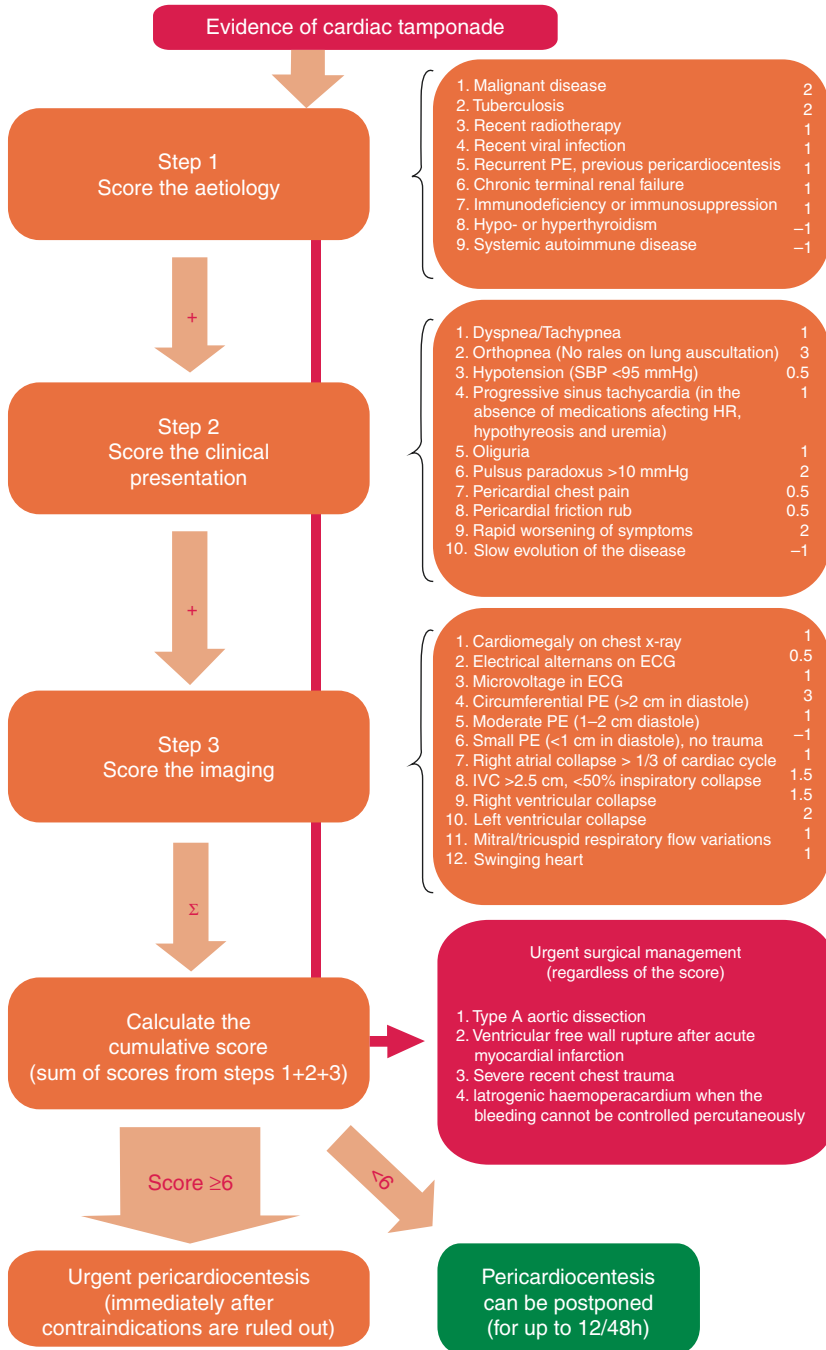 Evidence of cardiac tamponade
Step 1
Score the aetiology
1. Malignant disease 2
2. Tuberculosis 2
3. Recent radiotherapy 1
4. Recent viral infection 1
5. Recurrent PE, previous pericardiocentesis 1
6. Chronic terminal renal failure 1
7. Immunodeficiency or immunosuppression 1
8. Hypo- or hyperthyroidism –1
9. Systemic autoimmune disease –1
+
Step 2
Score the clinical
presentation
1. Dyspnea/Tachypnea 1
2. Orthopnea (No rales on lung auscultation) 3
3. Hypotension (SBP <95 mmHg) 0.5
4. Progressive sinus tachycardia (in the 1
absence of medications afecting HR,
hypothyreosis and uremia)
5. Oliguria 1
6. Pulsus paradoxus >10 mmHg 2
7. Pericardial chest pain 0.5
8. Pericardial friction rub 0.5
9. Rapid worsening of symptoms 2
10. Slow evolution of the disease –1
+
Step 3
Score the imaging
1. Cardiomegaly on chest x-ray 1
2. Electrical alternans on ECG 0.5
3. Microvoltage in ECG 1
4. Circumferential PE (>2 cm in diastole) 3
5. Moderate PE (1–2 cm diastole) 1
6. Small PE (<1 cm in diastole), no trauma –1
7. Right atrial collapse > 1/3 of cardiac cycle 1
8. IVC >2.5 cm, <50% inspiratory collapse 1.5
9. Right ventricular collapse 1.5
10. Left ventricular collapse 2
11. Mitral/tricuspid respiratory flow variations 1
12. Swinging heart 1
Σ
Calculate the
cumulative score
(sum of scores from steps 1+2+3)
Urgent surgical management
(regardless of the score)
1. Type A aortic dissection
2. Ventricular free wall rupture after acute
myocardial infarction
3. Severe recent chest trauma
4. Iatrogenic haemoperacardium when the
bleeding cannot be controlled percutaneously
Score ≥6
<6
Urgent pericardiocentesis
(immediately after
contraindications are ruled out)
Pericardiocentesis
can be postponed
(for up to 12/48h)